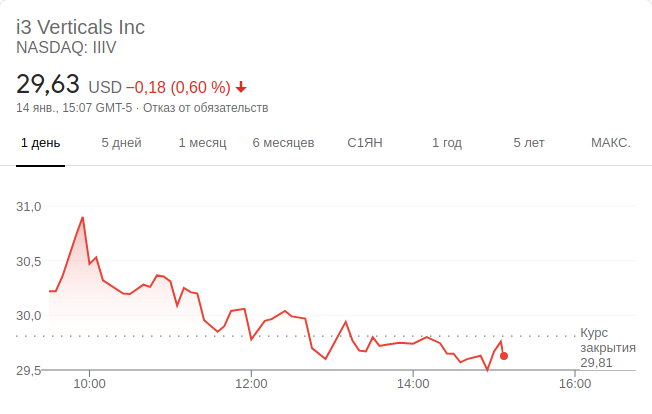 i3 Verticals Inc
NASDAQ: IIIV
29,63 USD −0,18 (0,60 %)
14 янв., 15:07 GMT-5 · Отказ от обязательств
1 день 5 дней 1 месяц 6 месяцев С1ЯН 1 год 5 лет МАКС.
31,0
30,5
30,0
Курс
закрытия
29,81
29,5
10:00 12:00 14:00 16:00